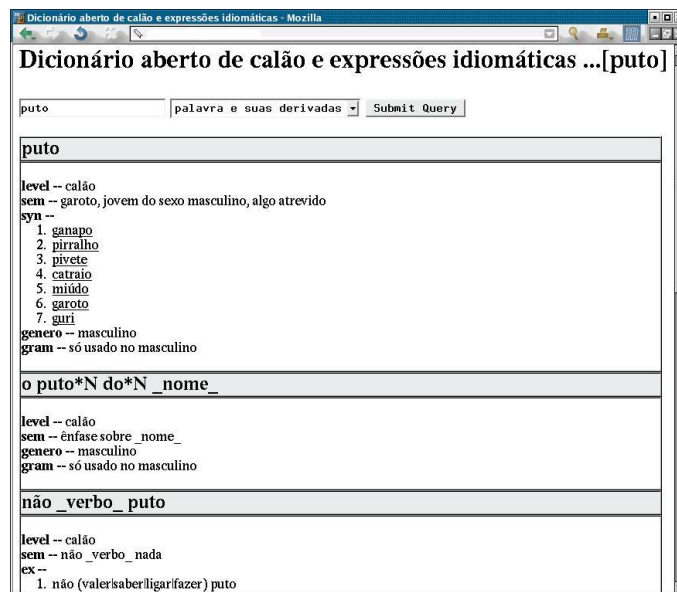 Dicionário aberto de calão e expressões idiomáticas - Mozilla
Dicionário aberto de calão e expressões idiomáticas ...[puto]
puto palavra e suas derivadas Submit Query
puto
level -- calão
sem -- garoto, jovem do sexo masculino, algo atrevido
syn --
1. ganapo
2. pirralho
3. pivete
4. catraio
5. miúdo
6. garoto
7. guri
genero -- masculino
gram -- só usado no masculino
o puto*N do*N _nome_
level -- calão
sem -- ênfase sobre _nome_
genero -- masculino
gram -- só usado no masculino
não _verbo_ puto
level -- calão
sem -- não _verbo_ nada
ex --
1. não (valer|saber|ligar|fazer) puto